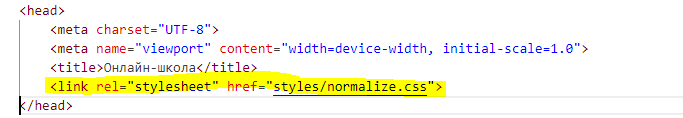 <head>
<meta charset="UTF-8">
<meta name="viewport" content="width=device-width, initial-scale=1.0">
<title>Онлайн-школа</title>
<link rel="stylesheet" href="styles/normalize.css">
</head>